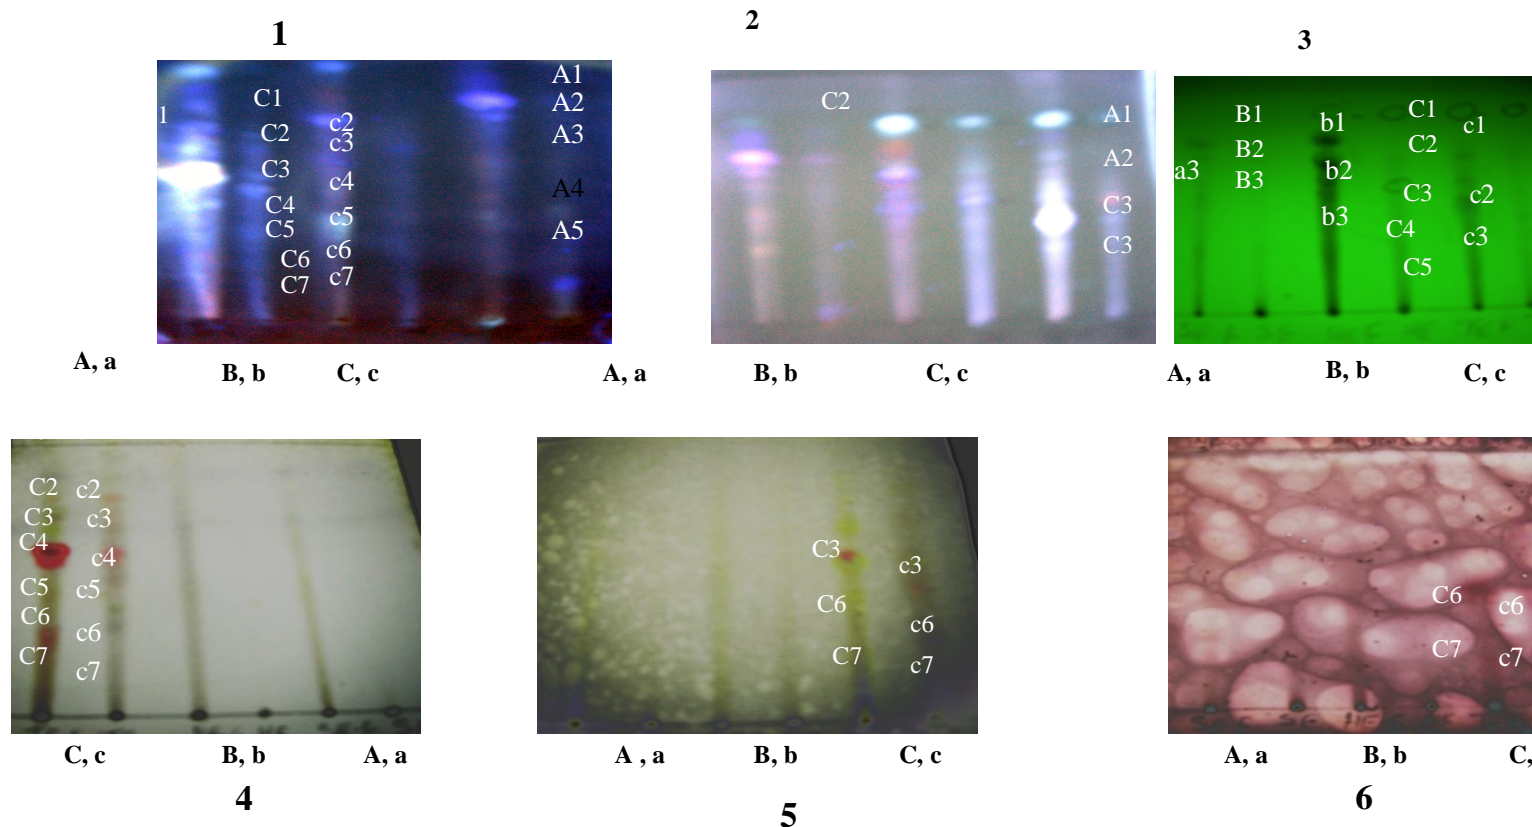 1
2
3
A1
C1
A2
1
c2
C2
A3
c3
C3
c4
A4
C4
c5
C5
A5
c6
C6
c7
C7
C2
A1
A2
C3
C3
B1
C1
b1
c1
B2
C2
a3
b2
B3
C3
c2
b3
C4
c3
C5
A, a
B, b
C, c
A, a
B, b
C, c
A, a
B, b
C, c
C2
c2
C3
c3
C4
c4
C5
c5
C6
c6
C7
c7
C3
c3
C6
c6
C7
c7
C6
c6
C7
c7
C, c
B, b
A, a
A , a
B, b
C, c
A, a
B, b
C,
4
5
6